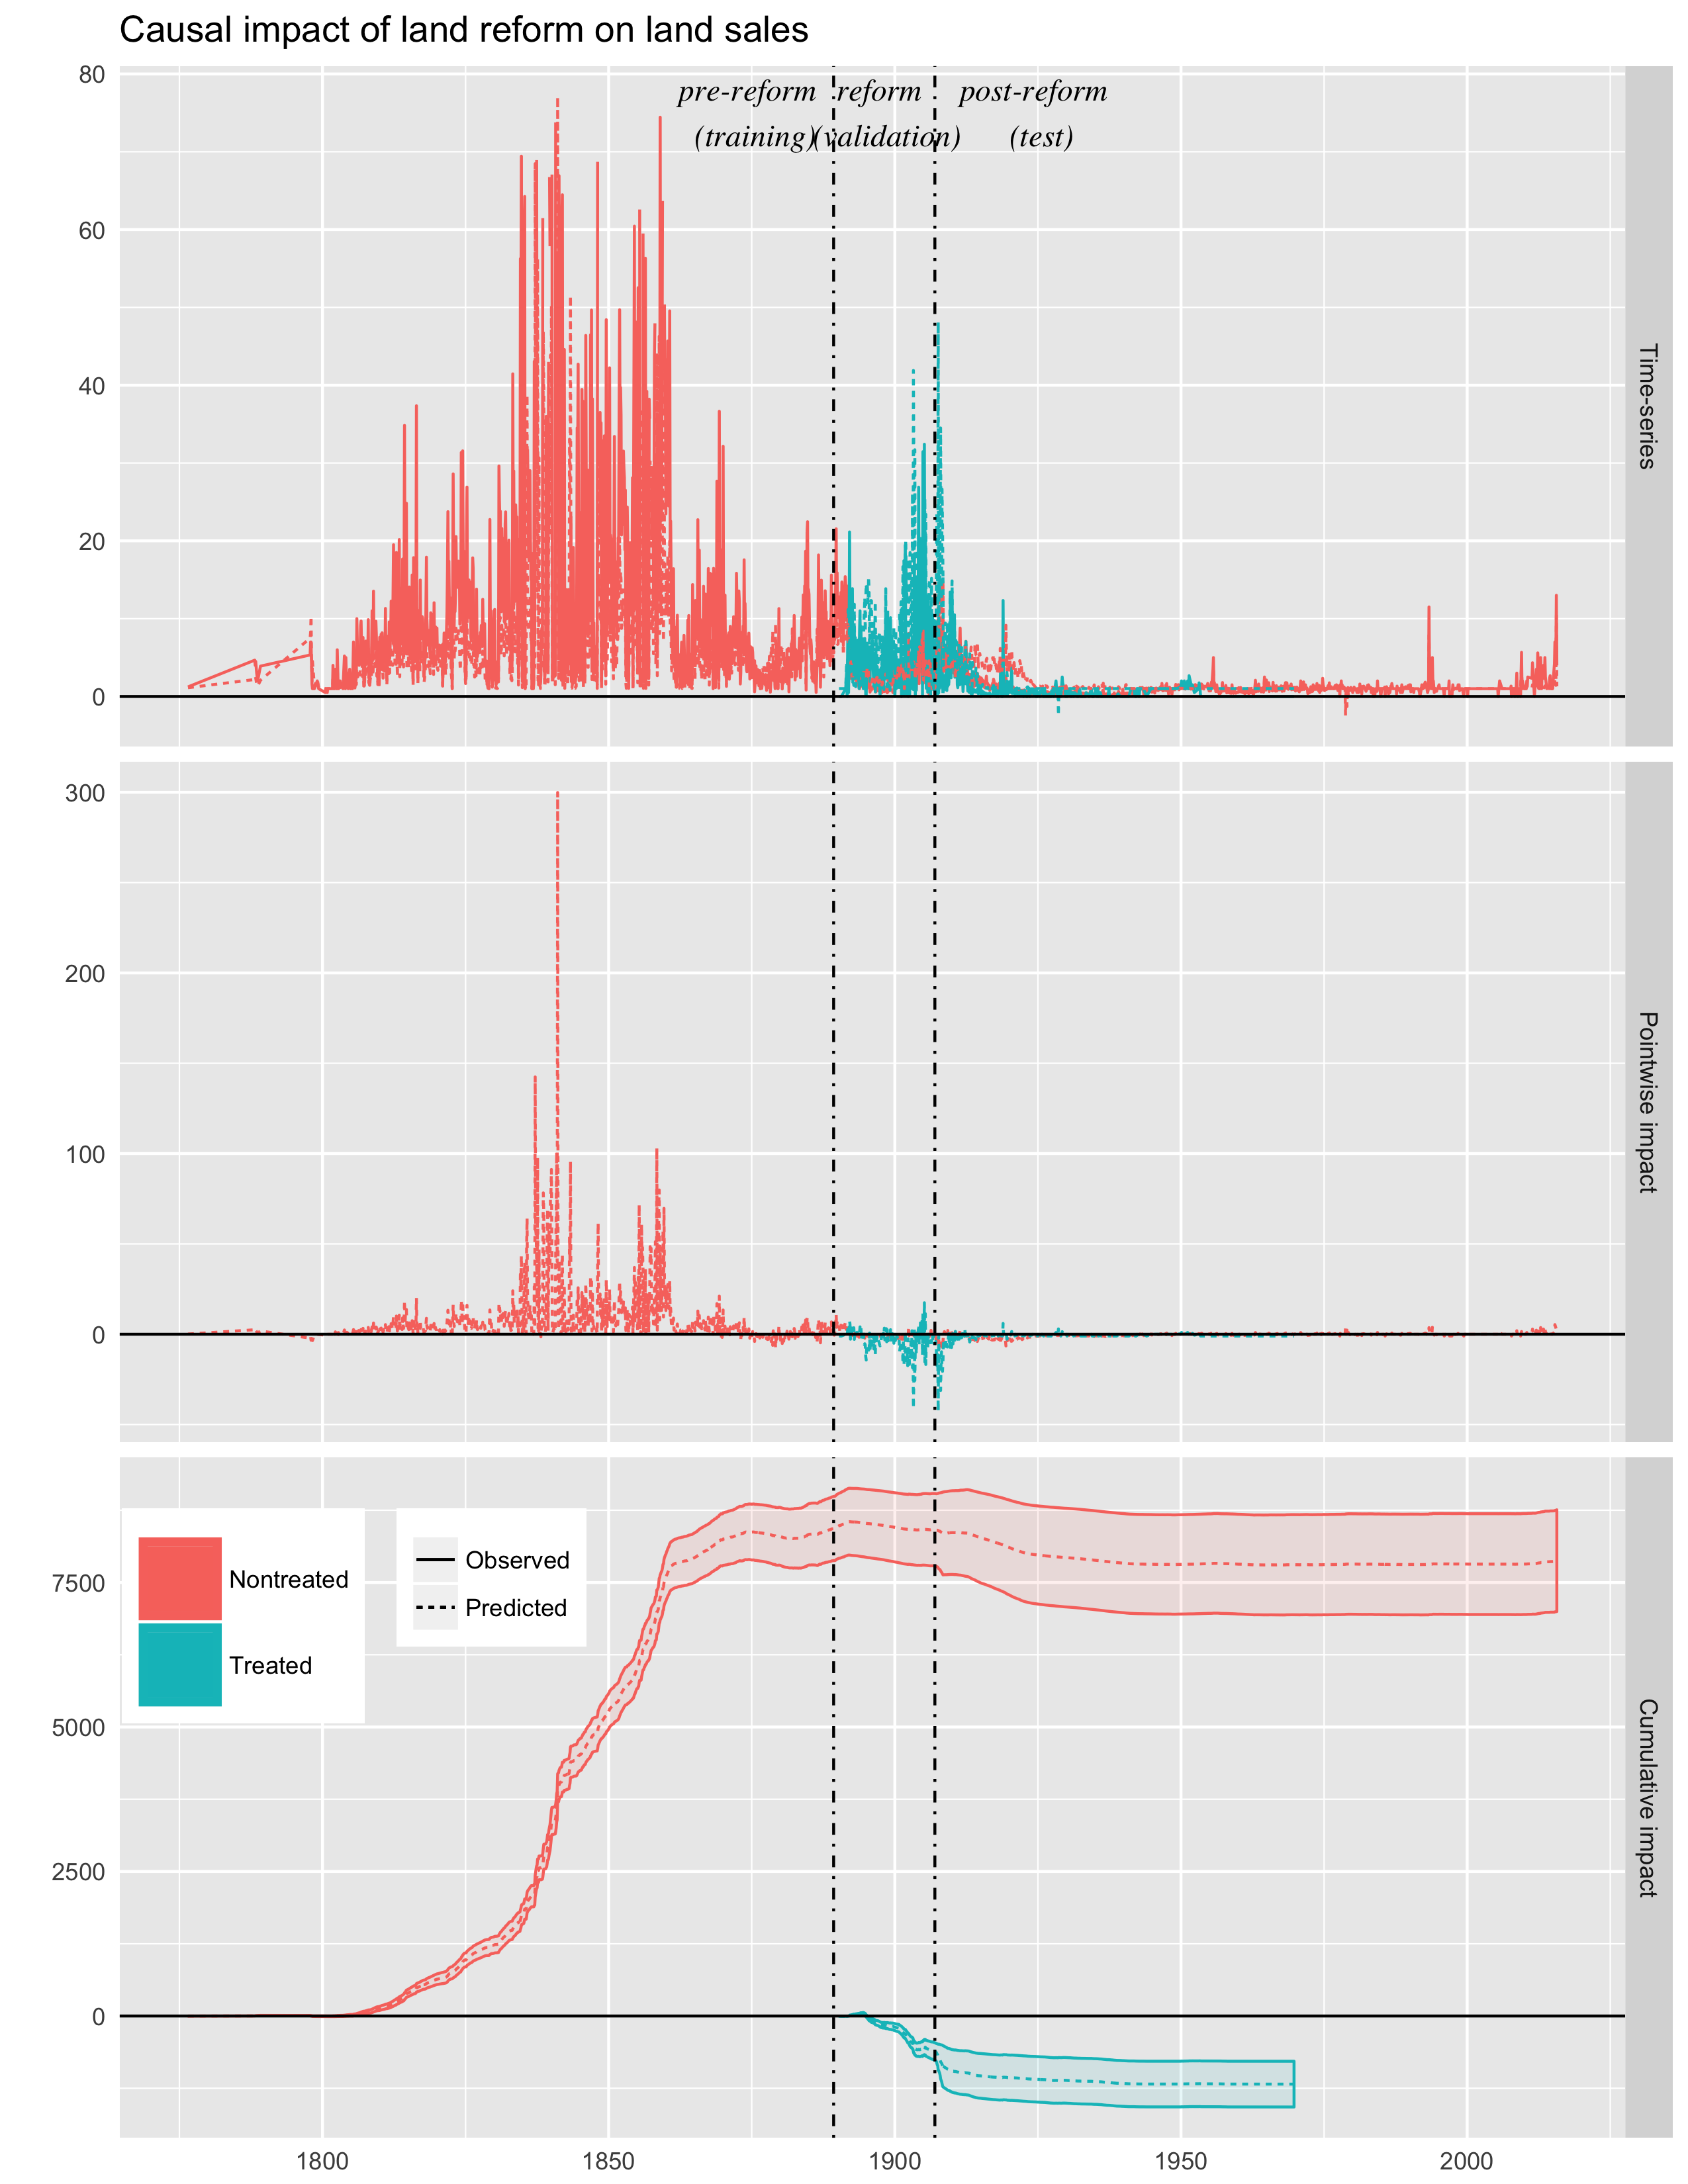 Causal impact of land reform on land sales
pre-reform reform post-reform
(training) (validation) (test)
80
60
40
20
0
Time-series
300
200
100
0
Pointwise impact
Nontreated
Treated
Observed
Predicted
7500
5000
2500
0
Cumulative impact
1800 1850 1900 1950 2000